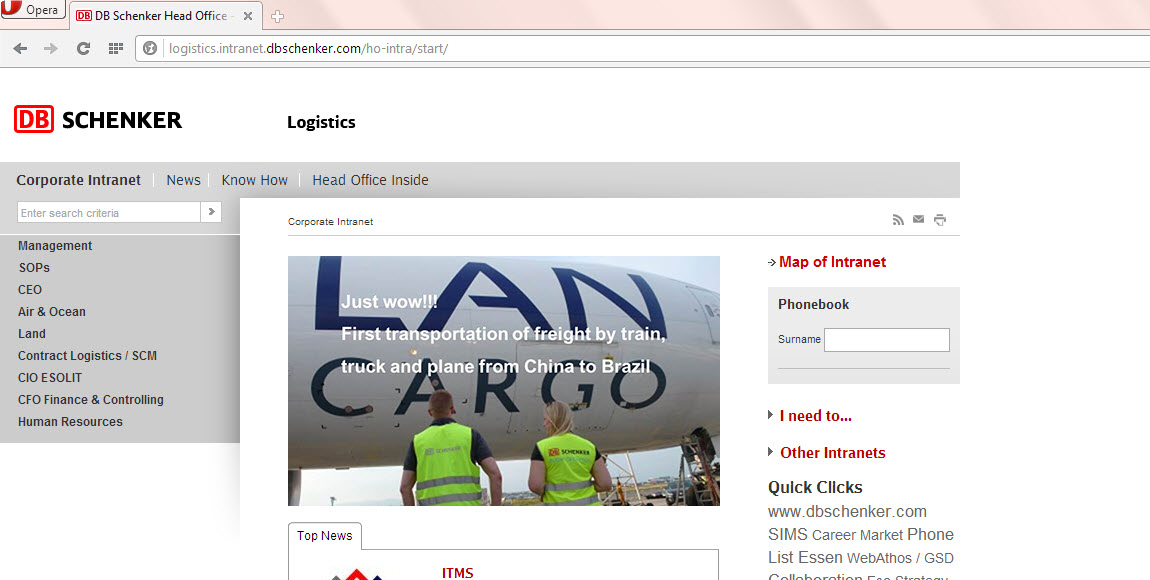 Opera
DB DB Schenker Head Office -
logistics.intranet.dbschenker.com/ho-intra/start/
DB SCHENKER
Logistics
Corporate Intranet News Know How Head Office Inside
Enter search criteria
Management
SOPs
CEO
Air & Ocean
Land
Contract Logistics / SCM
CIO ESOLIT
CFO Finance & Controlling
Human Resources
Corporate Intranet
LAN
CARGO
Just wow!!!
First transportation of freight by train,
truck and plane from China to Brazil
SCHENKER
DB SCHENKER
Top News
ITMS
Map of Intranet
Phonebook
Surname
I need to...
Other Intranets
Quick Clicks
www.dbschenker.com
SIMS Career Market Phone
List Essen WebAthos / GSD
Collaboration Eco Strategy